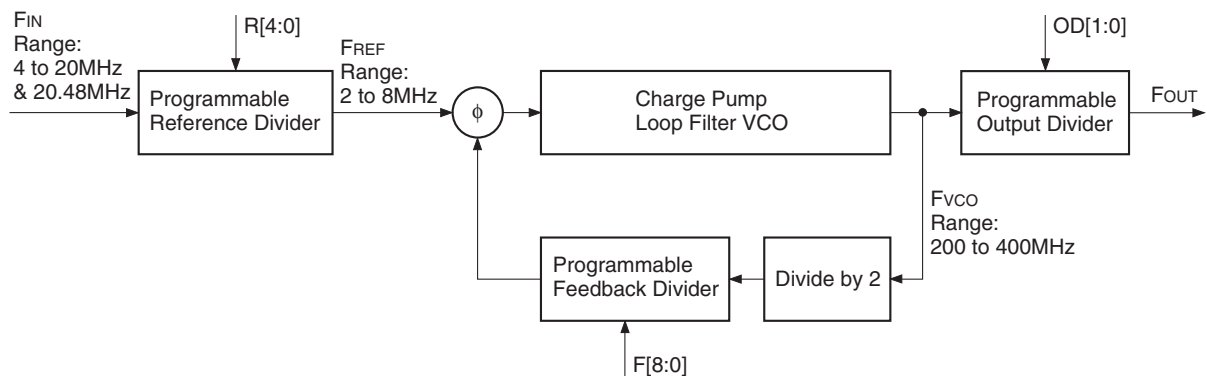 FIN
Range:
4 to 20MHz
& 20.48MHz
R[4:0]
Programmable
Reference Divider
FREF
Range:
2 to 8MHz
ϕ
Charge Pump
Loop Filter VCO
OD[1:0]
Programmable
Output Divider
FOUT
FVCO
Range:
200 to 400MHz
Programmable
Feedback Divider
Divide by 2
F[8:0]